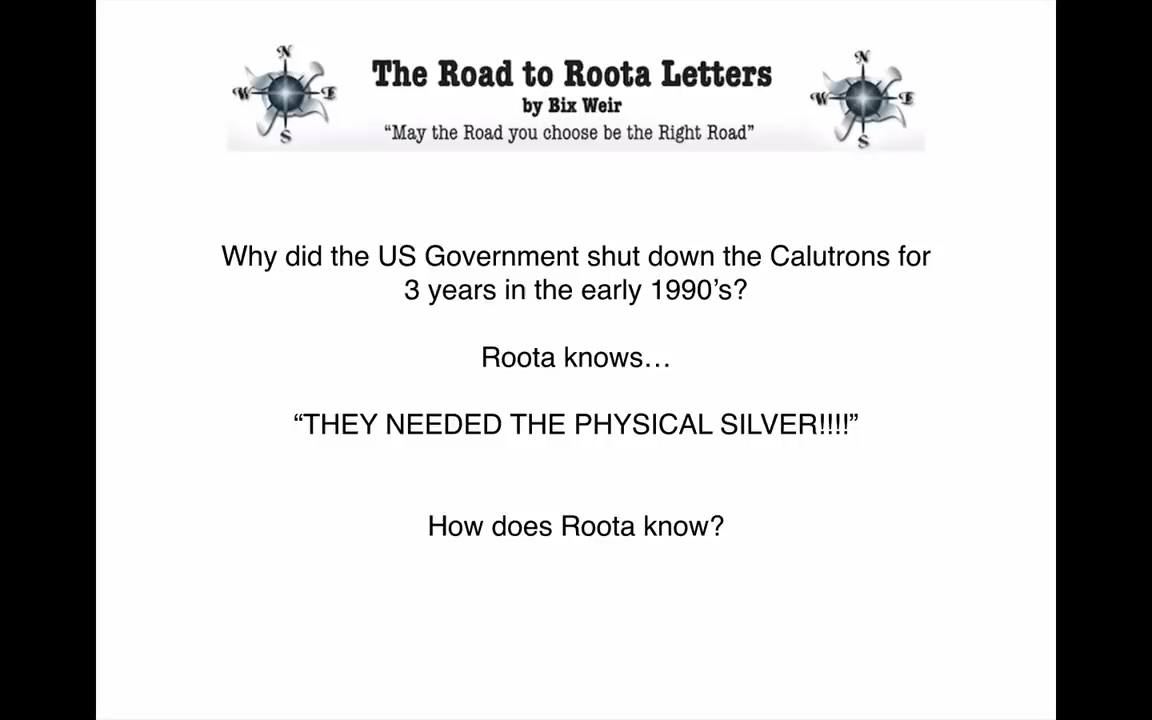 The Road to Roota Letters
by Bix Weir
“May the Road you choose be the Right Road”
N
W E
S
N
W E
S
Why did the US Government shut down the Calutrons for
3 years in the early 1990’s?
Roota knows…
“THEY NEEDED THE PHYSICAL SILVER!!!!”
How does Roota know?